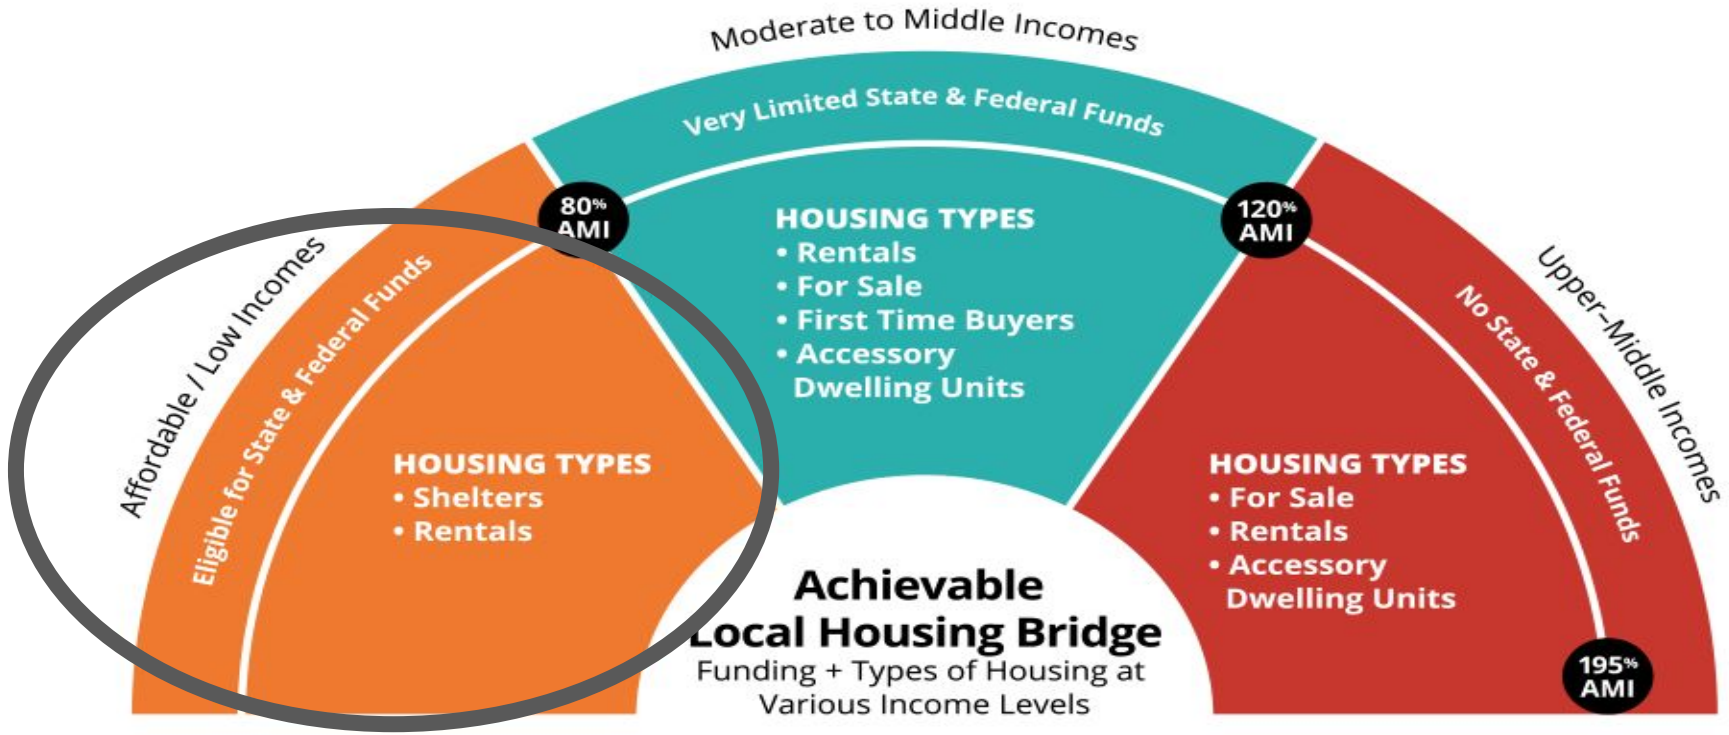 Moderate to Middle Incomes
Very Limited State & Federal Funds
80% AMI
120% AMI
HOUSING TYPES
• Rentals
• For Sale
• First Time Buyers
• Accessory
Dwelling Units
Affordable / Low Incomes
Eligible for State & Federal Funds
HOUSING TYPES
• Shelters
• Rentals
Upper-Middle Incomes
No State & Federal Funds
HOUSING TYPES
• For Sale
• Rentals
• Accessory
Dwelling Units
195% AMI
Achievable
Local Housing Bridge
Funding + Types of Housing at
Various Income Levels